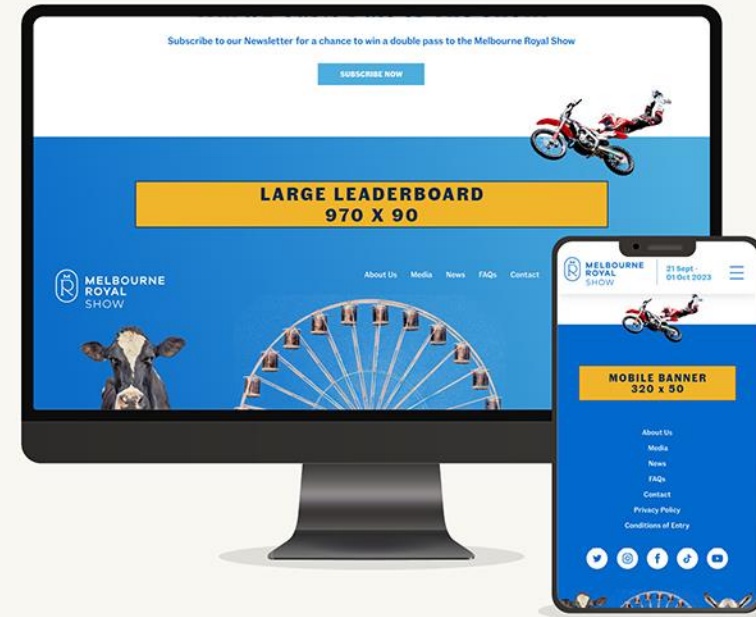 Subscribe to our Newsletter for a chance to win a double pass to the Melbourne Royal Show
SUBSCRIBE NOW
LARGE LEADERBOARD
970 X 90
MELBOURNE
ROYAL
SHOW
About Us Media News FAQs Contact
MELBOURNE
ROYAL
SHOW
21 Sept -
01 Oct 2023
MOBILE BANNER
320 x 50
About Us
Media
News
FAQs
Contact
Privacy Policy
Conditions of Entry